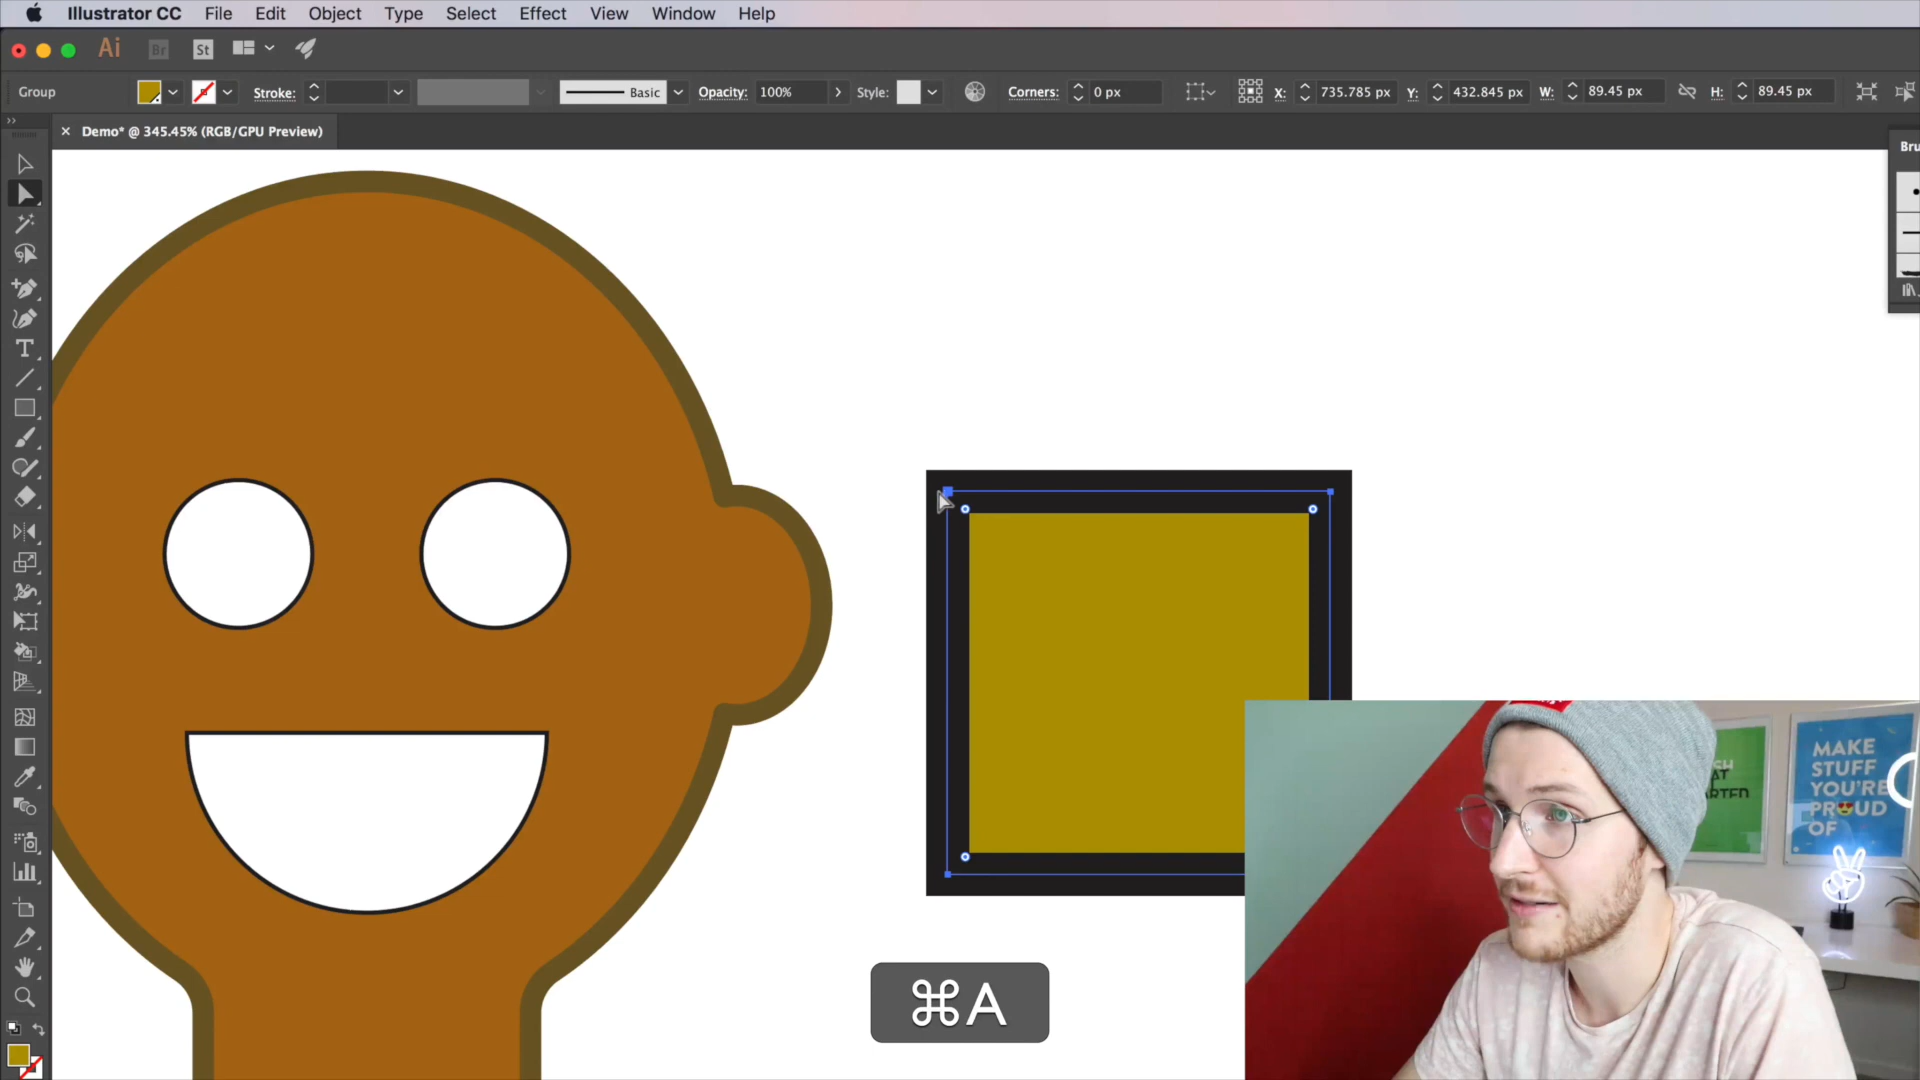 Illustrator CC File Edit Object Type Select Effect View Window Help
Ai Br St
Group Stroke: Basic Opacity: 100% Style: Corners: 0 px X: 735.785 px Y: 432.845 px W: 89.45 px H: 89.45 px
× Demo* @ 345.45% (RGB/GPU Preview)
Bru
T
⌘A
MAKE
STUFF
YOU'RE
PROUD
OF